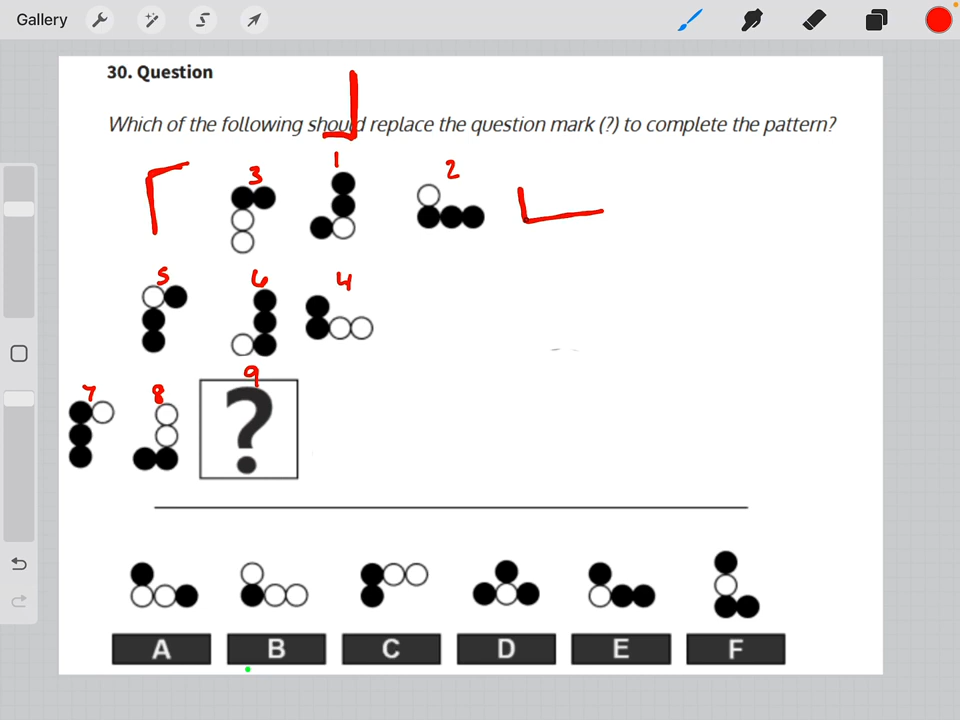 Gallery
30. Question
Which of the following should replace the question mark (?) to complete the pattern?
3 1 2
5 6 4
7 8 9
?
A B C D E F